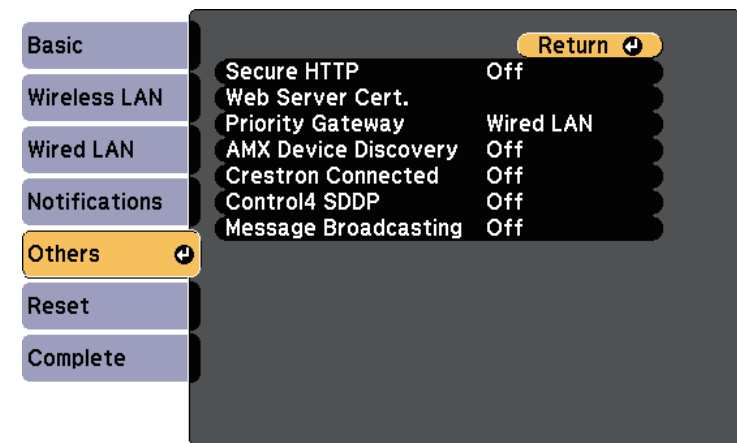 Basic
Wireless LAN
Wired LAN
Notifications
Others
Reset
Complete
Return
Secure HTTP Off
Web Server Cert.
Priority Gateway Wired LAN
AMX Device Discovery Off
Crestron Connected Off
Control4 SDDP Off
Message Broadcasting Off